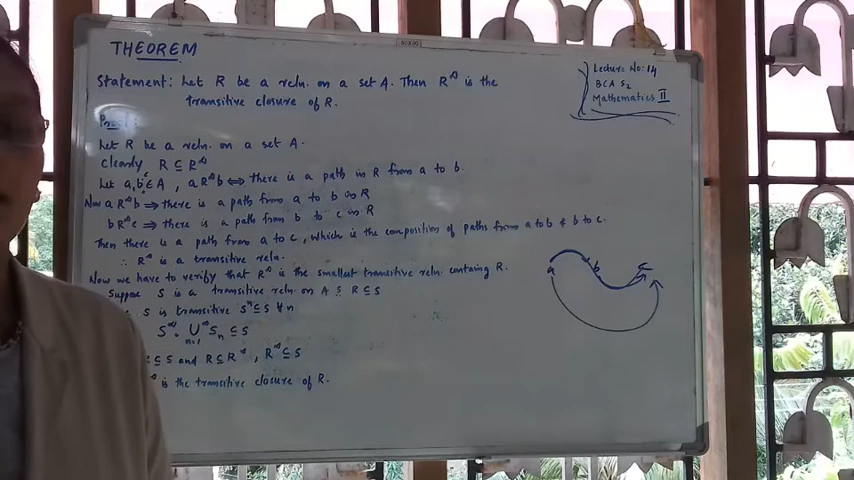 THEOREM
Statement: Let R be a reln. on a set A. Then R^∞ is the
transitive closure of R.
Proof:
Let R be a reln. on a set A.
Clearly R ⊆ R^∞
Let a, b, c ∈ A, a R^∞ b ⟺ there is a path in R from a to b.
Now a R^∞ b ⟹ there is a path from a to b in R
b R^∞ c ⟹ there is a path from b to c in R
Then there is a path from a to c, which is the composition of paths from a to b & b to c.
∴ R^∞ is a transitive reln.
Now we have to verify that R^∞ is the smallest transitive reln. containg R.
Suppose S is a transitive reln. on A s R ⊆ S
S is transitive S^n ⊆ S ∀ n
S^∞ = ∪_{n=1}^∞ S_n ⊆ S
⊆ S and R ⊆ R^∞, R^∞ ⊆ S
is the transitive closure of R.
Lecture No: 14
BCA S2
Mathematics II
a b c